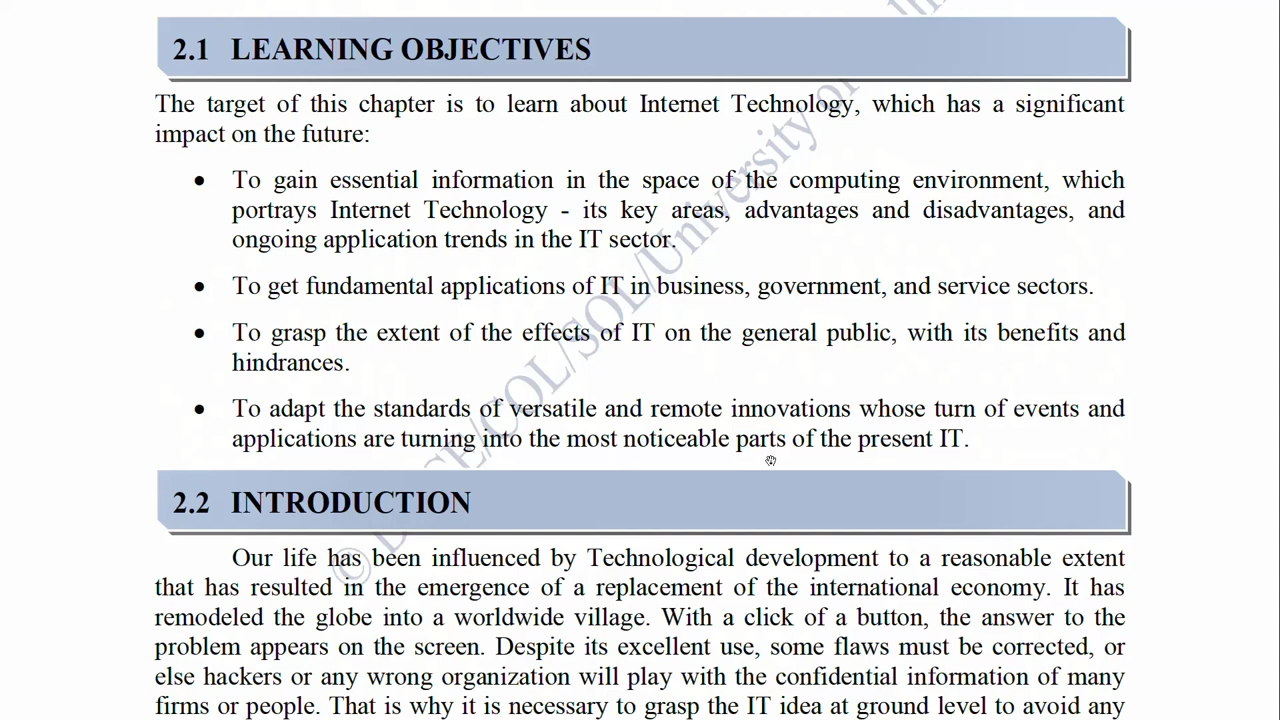 2.1 LEARNING OBJECTIVES
The target of this chapter is to learn about Internet Technology, which has a significant
impact on the future:
• To gain essential information in the space of the computing environment, which
portrays Internet Technology - its key areas, advantages and disadvantages, and
ongoing application trends in the IT sector.
• To get fundamental applications of IT in business, government, and service sectors.
• To grasp the extent of the effects of IT on the general public, with its benefits and
hindrances.
• To adapt the standards of versatile and remote innovations whose turn of events and
applications are turning into the most noticeable parts of the present IT.
2.2 INTRODUCTION
Our life has been influenced by Technological development to a reasonable extent
that has resulted in the emergence of a replacement of the international economy. It has
remodeled the globe into a worldwide village. With a click of a button, the answer to the
problem appears on the screen. Despite its excellent use, some flaws must be corrected, or
else hackers or any wrong organization will play with the confidential information of many
firms or people. That is why it is necessary to grasp the IT idea at ground level to avoid any
© /COL/SOL/University of